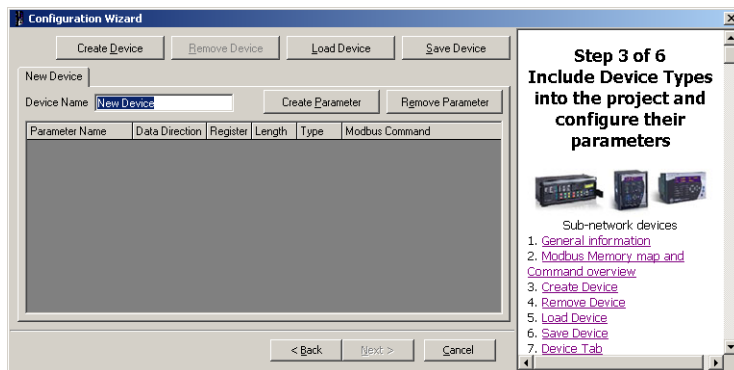 Configuration Wizard
Create Device Remove Device Load Device Save Device
New Device
Device Name New Device Create Parameter Remove Parameter
Parameter Name Data Direction Register Length Type Modbus Command
< Back Next > Cancel
Step 3 of 6
Include Device Types
into the project and
configure their
parameters
Sub-network devices
1. General information
2. Modbus Memory map and
Command overview
3. Create Device
4. Remove Device
5. Load Device
6. Save Device
7. Device Tab